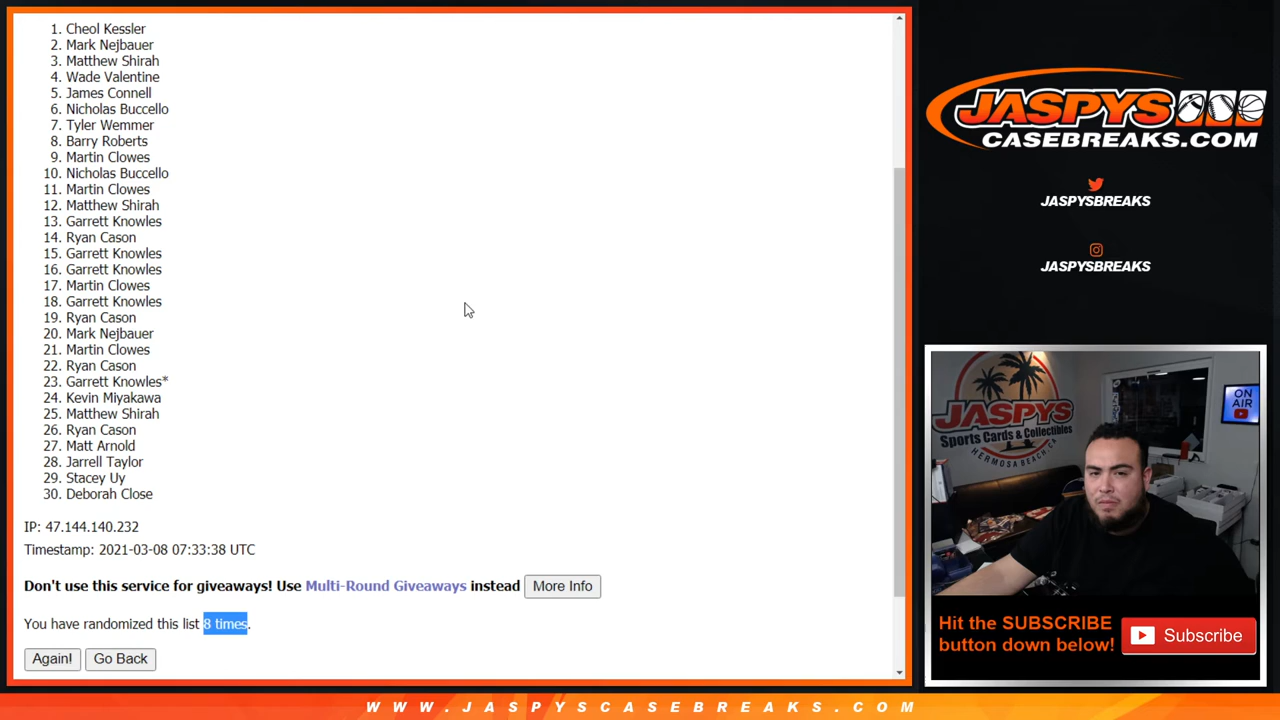 1. Cheol Kessler
2. Mark Nejbauer
3. Matthew Shirah
4. Wade Valentine
5. James Connell
6. Nicholas Buccello
7. Tyler Wemmer
8. Barry Roberts
9. Martin Clowes
10. Nicholas Buccello
11. Martin Clowes
12. Matthew Shirah
13. Garrett Knowles
14. Ryan Cason
15. Garrett Knowles
16. Garrett Knowles
17. Martin Clowes
18. Garrett Knowles
19. Ryan Cason
20. Mark Nejbauer
21. Martin Clowes
22. Ryan Cason
23. Garrett Knowles*
24. Kevin Miyakawa
25. Matthew Shirah
26. Ryan Cason
27. Matt Arnold
28. Jarrell Taylor
29. Stacey Uy
30. Deborah Close
IP: 47.144.140.232
Timestamp: 2021-03-08 07:33:38 UTC
Don't use this service for giveaways! Use Multi-Round Giveaways instead More Info
You have randomized this list 8 times.
Again! Go Back
JASPYS
CASEBREAKS.COM
JASPYSBREAKS
JASPYSBREAKS
JASPYS
Sports Cards & Collectibles
HERMOSA BEACH, CA
ON AIR
Hit the SUBSCRIBE
button down below!
Subscribe
WWW.JASPYSCASEBREAKS.COM